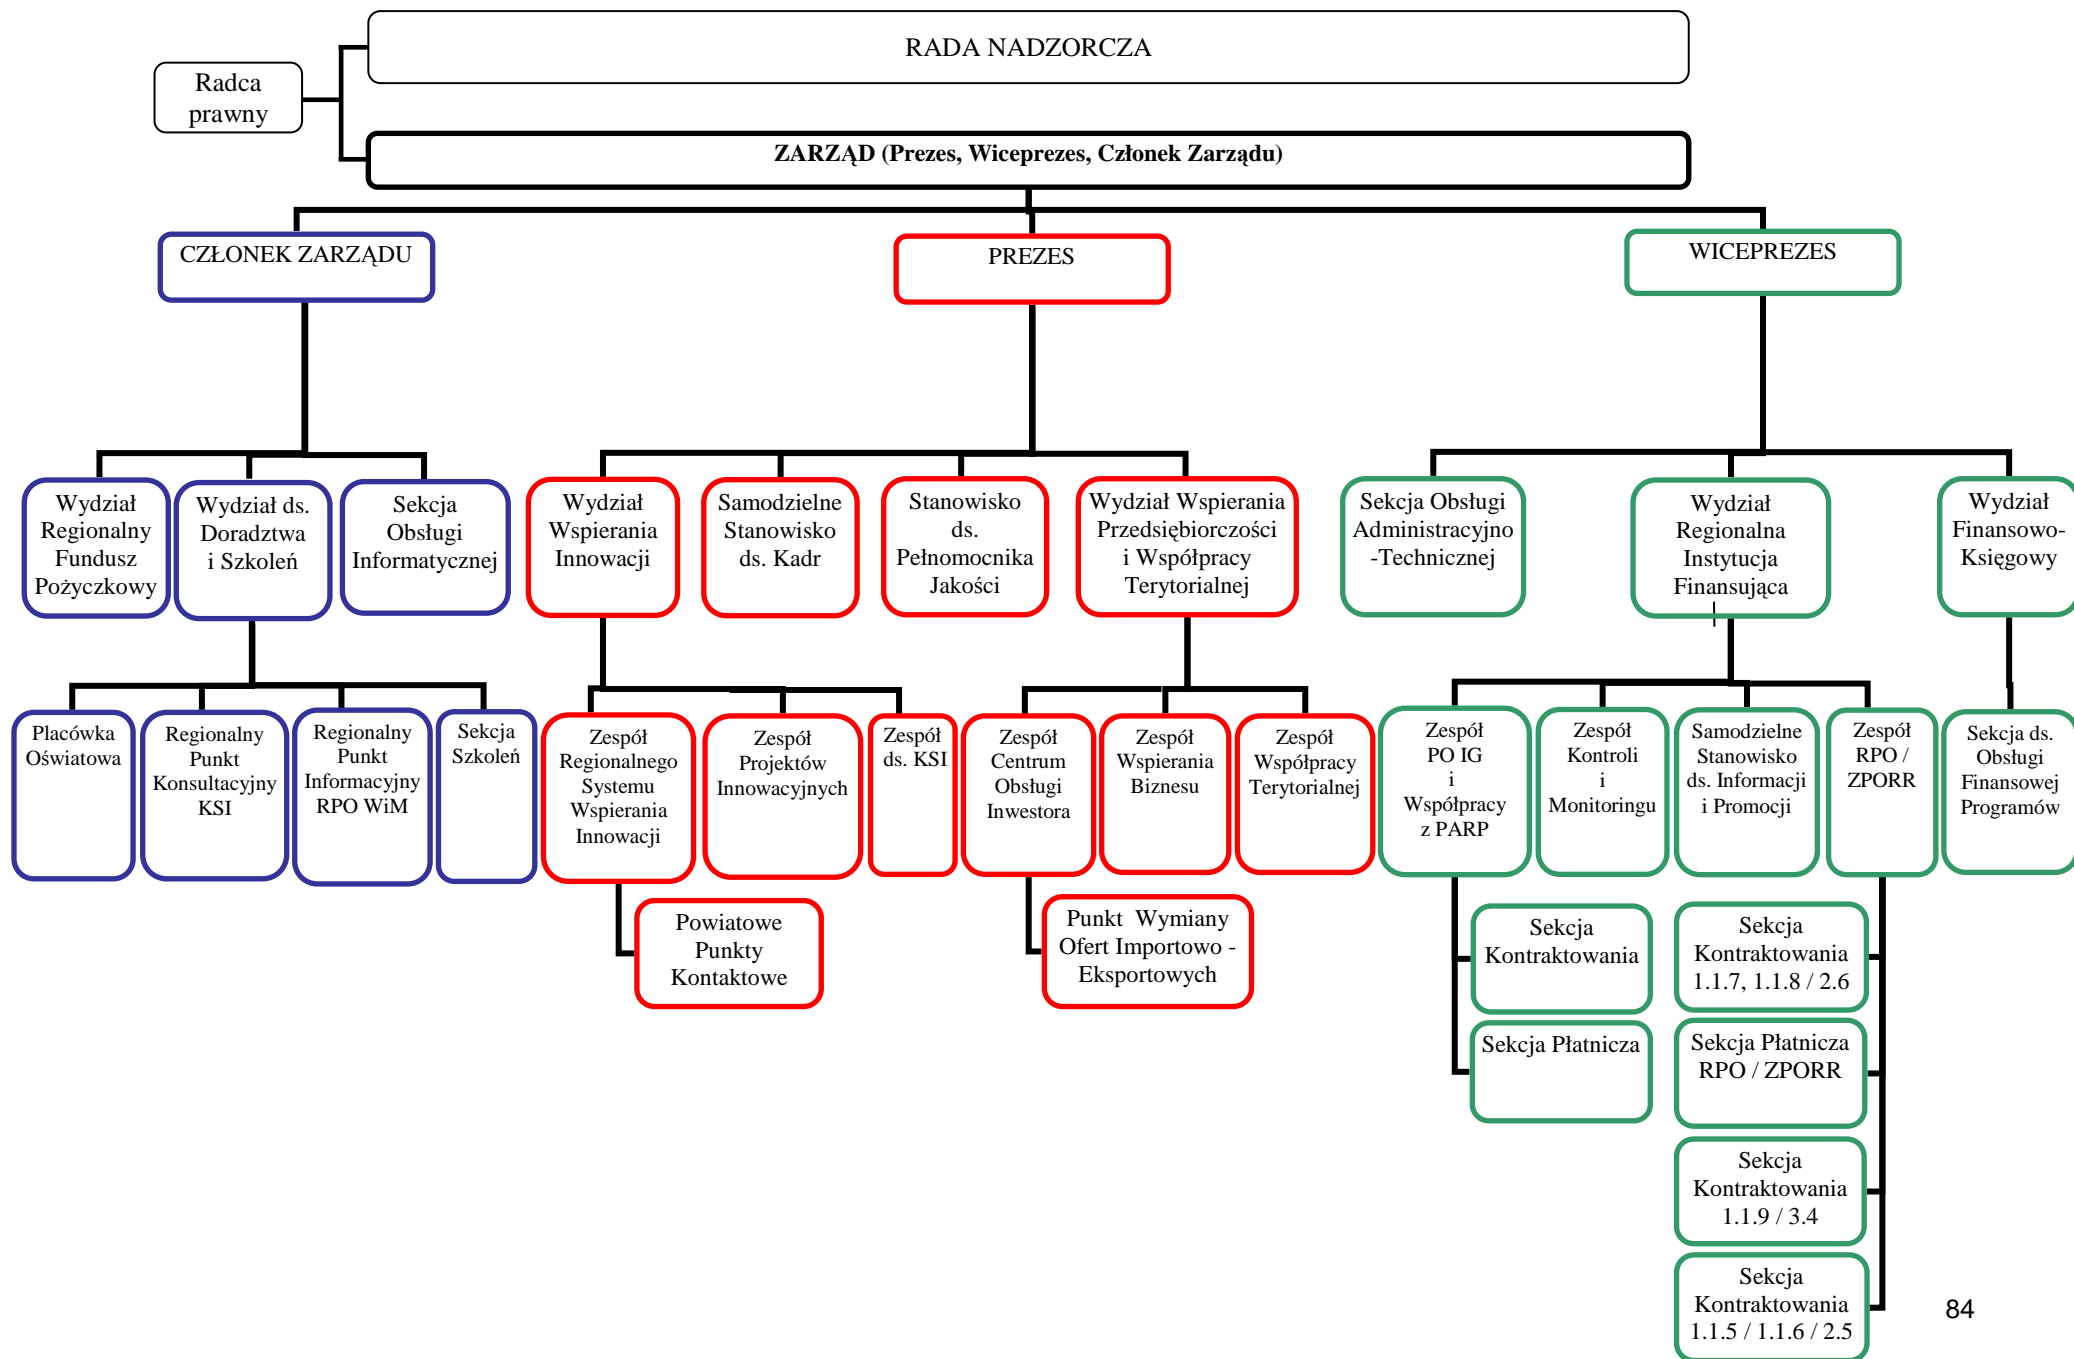 RADA NADZORCZA
Radca
prawny
ZARZĄD (Prezes, Wiceprezes, Członek Zarządu)
CZŁONEK ZARZĄDU
PREZES
WICEPREZES
Wydział
Regionalny
Fundusz
Pożyczkowy
Wydział ds.
Doradztwa
i Szkoleń
Sekcja
Obsługi
Informatycznej
Wydział
Wspierania
Innowacji
Samodzielne
Stanowisko
ds. Kadr
Stanowisko
ds.
Pełnomocnika
Jakości
Wydział Wspierania
Przedsiębiorczości
i Współpracy
Terytorialnej
Sekcja Obsługi
Administracyjno
-Technicznej
Wydział
Regionalna
Instytucja
Finansująca
Wydział
Finansowo-
Księgowy
Placówka
Oświatowa
Regionalny
Punkt
Konsultacyjny
KSI
Regionalny
Punkt
Informacyjny
RPO WiM
Sekcja
Szkoleń
Zespół
Regionalnego
Systemu
Wspierania
Innowacji
Zespół
Projektów
Innowacyjnych
Zespół
ds. KSI
Zespół
Centrum
Obsługi
Inwestora
Zespół
Wspierania
Biznesu
Zespół
Współpracy
Terytorialnej
Zespół
PO IG
i
Współpracy
z PARP
Zespół
Kontroli
i
Monitoringu
Samodzielne
Stanowisko
ds. Informacji
i Promocji
Zespół
RPO /
ZPORR
Sekcja ds.
Obsługi
Finansowej
Programów
Powiatowe
Punkty
Kontaktowe
Punkt Wymiany
Ofert Importowo -
Eksportowych
Sekcja
Kontraktowania
Sekcja Płatnicza
Sekcja
Kontraktowania
1.1.7, 1.1.8 / 2.6
Sekcja Płatnicza
RPO / ZPORR
Sekcja
Kontraktowania
1.1.9 / 3.4
Sekcja
Kontraktowania
1.1.5 / 1.1.6 / 2.5
84